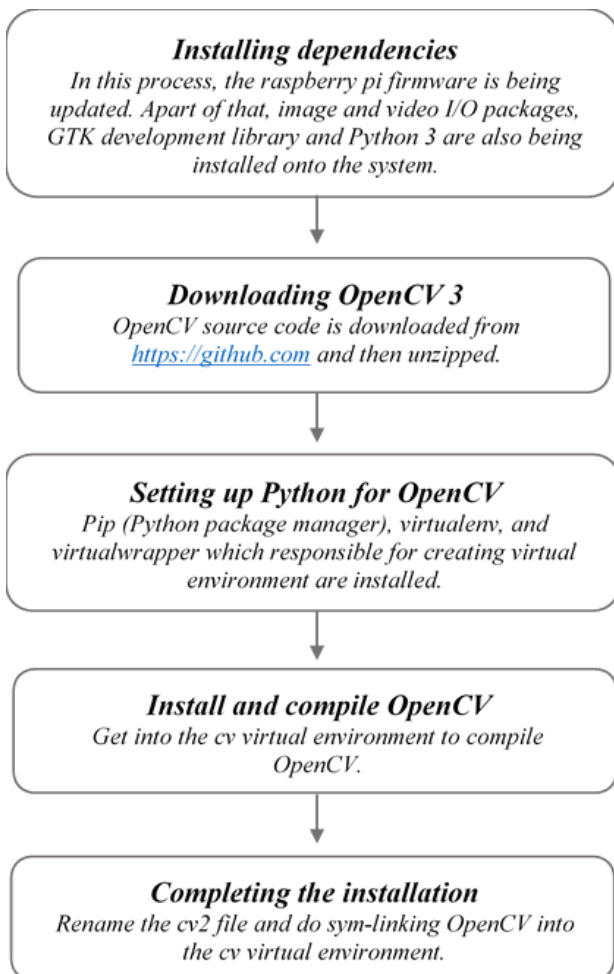 Installing dependencies
In this process, the raspberry pi firmware is being
updated. Apart of that, image and video I/O packages,
GTK development library and Python 3 are also being
installed onto the system.
Downloading OpenCV 3
OpenCV source code is downloaded from
https://github.com and then unzipped.
Setting up Python for OpenCV
Pip (Python package manager), virtualenv, and
virtualwrapper which responsible for creating virtual
environment are installed.
Install and compile OpenCV
Get into the cv virtual environment to compile
OpenCV.
Completing the installation
Rename the cv2 file and do sym-linking OpenCV into
the cv virtual environment.